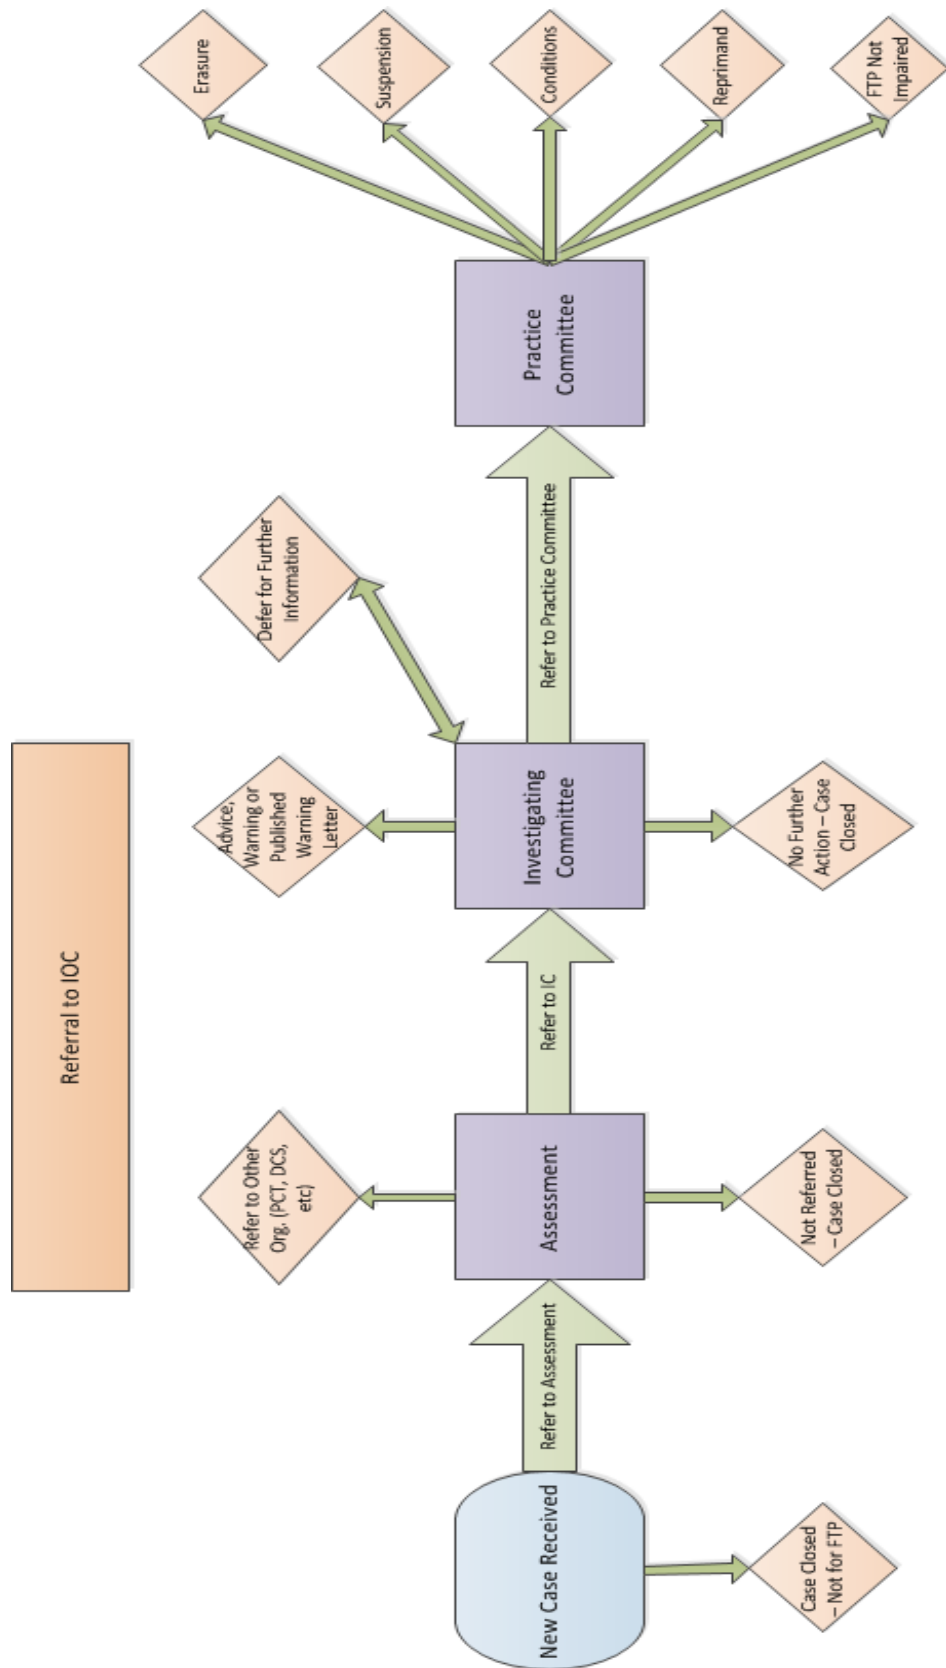 Referral to IOC
Refer to Other
Org. (PCT, DCS,
etc)
Advice,
Warning or
Published
Warning
Letter
Defer for Further
Information
Erasure
Suspension
Conditions
Reprimand
FTP Not
Impaired
New Case Received
Refer to Assessment
Assessment
Refer to IC
Investigating
Committee
Refer to Practice Committee
Practice
Committee
Case Closed
– Not for FTP
Not Referred
– Case Closed
No Further
Action – Case
Closed